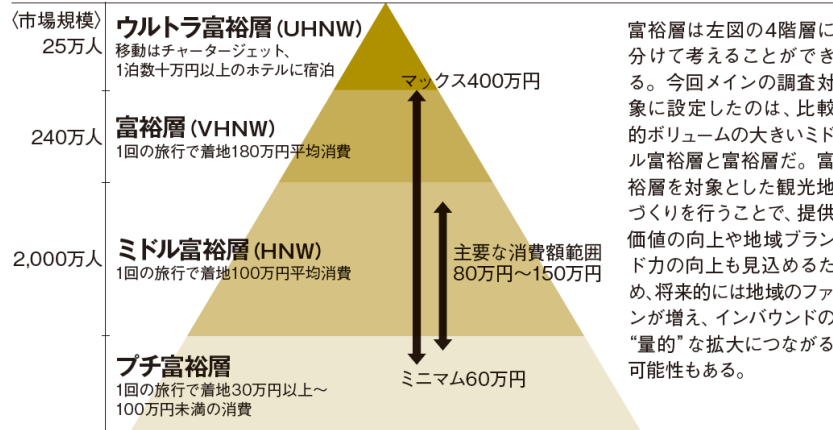 〈市場規模〉
25万人
ウルトラ富裕層(UHNW)
移動はチャータージェット、
1泊数十万円以上のホテルに宿泊
マックス400万円
240万人
富裕層(VHNW)
1回の旅行で着地180万円平均消費
2,000万人
ミドル富裕層(HNW)
1回の旅行で着地100万円平均消費
主要な消費額範囲
80万円〜150万円
プチ富裕層
1回の旅行で着地30万円以上〜
100万円未満の消費
ミニマム60万円
富裕層は左図の4階層に
分けて考えることができ
る。今回メインの調査対
象に設定したのは、比較
的ボリュームの大きいミド
ル富裕層と富裕層だ。富
裕層を対象とした観光地
づくりを行うことで、提供
価値の向上や地域ブラン
ド力の向上も見込めるた
め、将来的には地域のファ
ンが増え、インバウンドの
“量的”な拡大につながる
可能性もある。